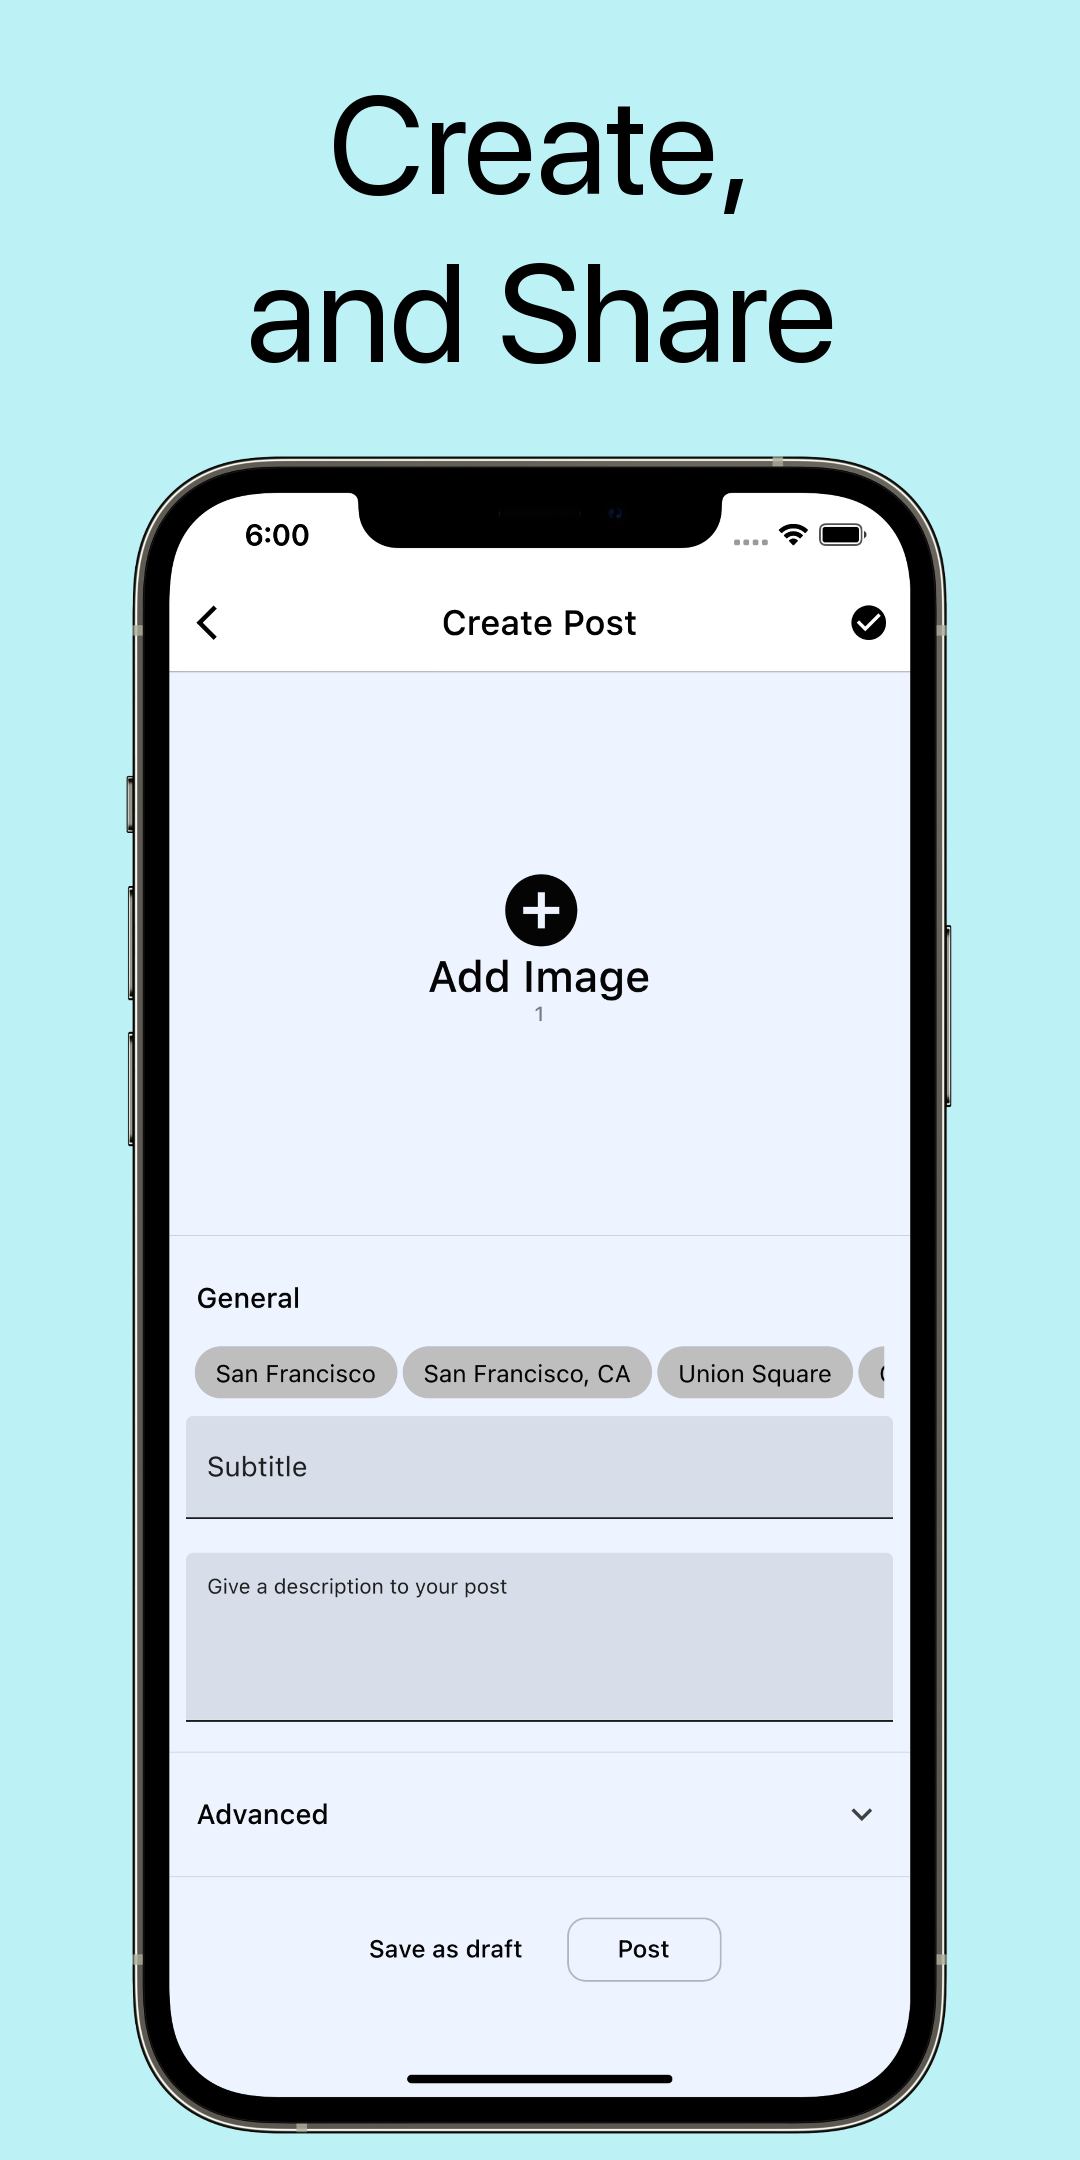 Create,
and Share
6:00
Create Post
Add Image
1
General
San Francisco San Francisco, CA Union Square
Subtitle
Give a description to your post
Advanced
Save as draft Post